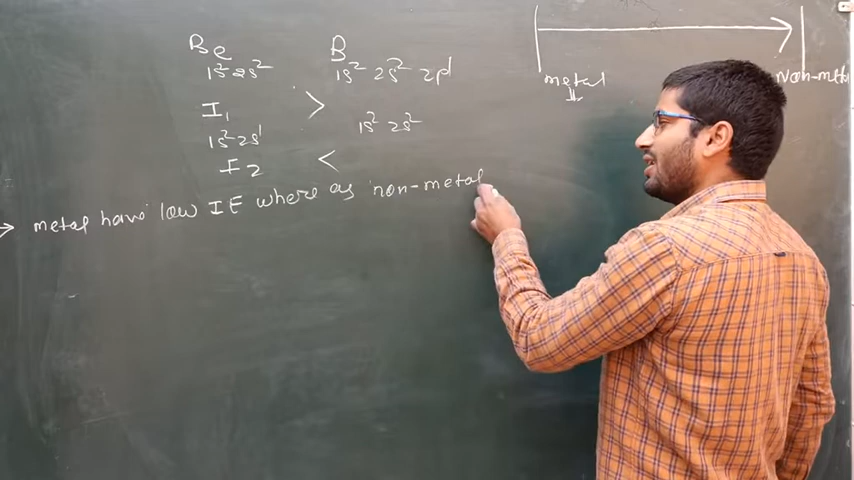 Be B
1s² 2s² 1s² 2s² 2p¹
metal Non-metal
I₁ >
1s² 2s¹ 1s² 2s²
I₂ <
→ metal have low IE where as non-metal